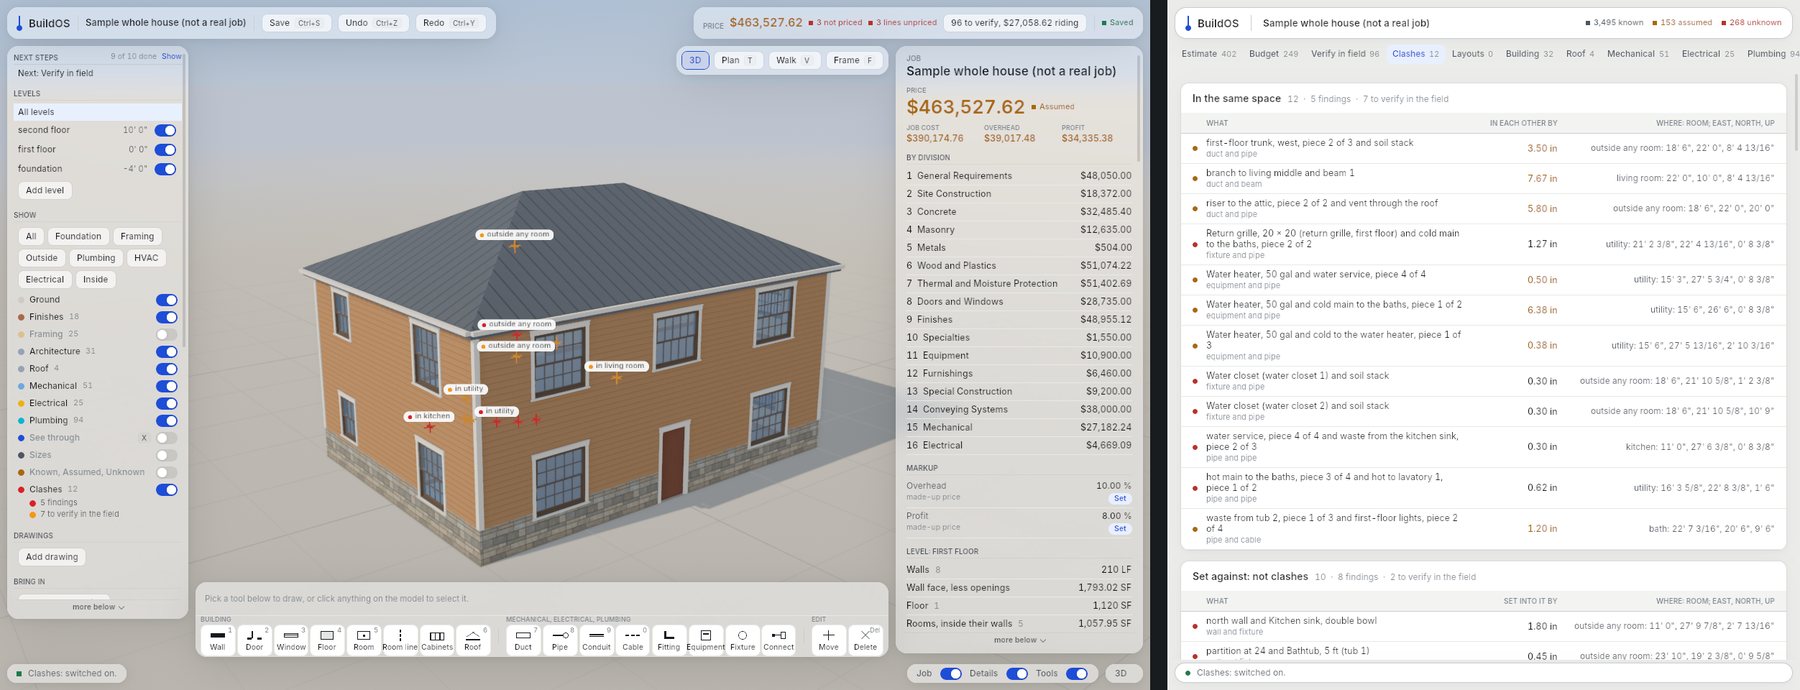 BuildOS
Sample whole house (not a real job)
Save Ctrl+S
Undo Ctrl+Z
Redo Ctrl+Y
PRICE $463,527.62
3 not priced
3 lines unpriced
96 to verify, $27,058.62 riding
Saved
NEXT STEPS 9 of 10 done Show
Next: Verify in field
LEVELS
All levels
second floor 10' 0"
first floor 0' 0"
foundation -4' 0"
Add level
SHOW
All Foundation Framing
Outside Plumbing HVAC
Electrical Inside
Ground
Finishes 18
Framing 25
Architecture 31
Roof 4
Mechanical 51
Electrical 25
Plumbing 94
See through X
Sizes
Known, Assumed, Unknown
Clashes 12
5 findings
7 to verify in the field
DRAWINGS
Add drawing
BRING IN
more below
Clashes: switched on.
3D
Plan T
Walk V
Frame F
outside any room
outside any room
outside any room
in living room
in utility
in kitchen
in utility
Pick a tool below to draw, or click anything on the model to select it.
BUILDING
1 Wall
2 Door
3 Window
4 Floor
5 Room
Room line
Cabinets
6 Roof
MECHANICAL, ELECTRICAL, PLUMBING
7 Duct
8 Pipe
9 Conduit
0 Cable
Fitting
Equipment
Fixture
Connect
EDIT
Move
Del Delete
JOB
Sample whole house (not a real job)
PRICE
$463,527.62 Assumed
JOB COST OVERHEAD PROFIT
$390,174.76 $39,017.48 $34,335.38
BY DIVISION
1 General Requirements $48,050.00
2 Site Construction $18,372.00
3 Concrete $32,485.40
4 Masonry $12,635.00
5 Metals $504.00
6 Wood and Plastics $51,074.22
7 Thermal and Moisture Protection $51,402.69
8 Doors and Windows $28,735.00
9 Finishes $48,955.12
10 Specialties $1,550.00
11 Equipment $10,900.00
12 Furnishings $6,460.00
13 Special Construction $9,200.00
14 Conveying Systems $38,000.00
15 Mechanical $27,182.24
16 Electrical $4,669.09
MARKUP
Overhead 10.00 %
made-up price Set
Profit 8.00 %
made-up price Set
LEVEL: FIRST FLOOR
Walls 8 210 LF
Wall face, less openings 1,793.02 SF
Floor 1 1,120 SF
Rooms, inside their walls 5 1,057.95 SF
more below
Job Details Tools 3D
BuildOS
Sample whole house (not a real job)
3,495 known 153 assumed 268 unknown
Estimate 402 Budget 249 Verify in field 96 Clashes 12 Layouts 0 Building 32 Roof 4 Mechanical 51 Electrical 25 Plumbing 94
In the same space 12 · 5 findings · 7 to verify in the field
WHAT IN EACH OTHER BY WHERE: ROOM; EAST, NORTH, UP
first-floor trunk, west, piece 2 of 3 and soil stack 3.50 in outside any room: 18' 6", 22' 0", 8' 4 13/16"
duct and pipe
branch to living middle and beam 1 7.67 in living room: 22' 0", 10' 0", 8' 4 13/16"
duct and beam
riser to the attic, piece 2 of 2 and vent through the roof 5.80 in outside any room: 18' 6", 22' 0", 20' 0"
duct and pipe
Return grille, 20 × 20 (return grille, first floor) and cold main
to the baths, piece 2 of 2 1.27 in utility: 21' 2 3/8", 22' 4 13/16", 0' 8 3/8"
fixture and pipe
Water heater, 50 gal and water service, piece 4 of 4 0.50 in utility: 15' 3", 27' 5 3/4", 0' 8 3/8"
equipment and pipe
Water heater, 50 gal and cold main to the baths, piece 1 of 2 6.38 in utility: 15' 6", 26' 6", 0' 8 3/8"
equipment and pipe
Water heater, 50 gal and cold to the water heater, piece 1 of
3 0.38 in utility: 15' 6", 27' 5 13/16", 2' 10 3/16"
equipment and pipe
Water closet (water closet 1) and soil stack 0.30 in outside any room: 18' 6", 21' 10 5/8", 1' 2 3/8"
fixture and pipe
Water closet (water closet 2) and soil stack 0.30 in outside any room: 18' 6", 21' 10 5/8", 10' 9"
fixture and pipe
water service, piece 4 of 4 and waste from the kitchen sink,
piece 2 of 3 0.30 in kitchen: 11' 0", 27' 6 3/8", 0' 8 3/8"
pipe and pipe
hot main to the baths, piece 3 of 4 and hot to lavatory 1,
piece 1 of 2 0.62 in utility: 16' 3 5/8", 22' 8 3/8", 1' 6"
pipe and pipe
waste from tub 2, piece 1 of 3 and first-floor lights, piece 2
of 4 1.20 in bath: 22' 7 3/16", 20' 6", 9' 6"
pipe and cable
Set against: not clashes 10 · 8 findings · 2 to verify in the field
WHAT SET INTO IT BY WHERE: ROOM; EAST, NORTH, UP
north wall and Kitchen sink, double bowl 1.80 in outside any room: 11' 0", 27' 9 7/8", 2' 7 13/16"
wall and fixture
partition at 24 and Bathtub, 5 ft (tub 1) 0.45 in outside any room: 23' 10", 19' 2 3/8", 0' 9 5/8"
Clashes: switched on.